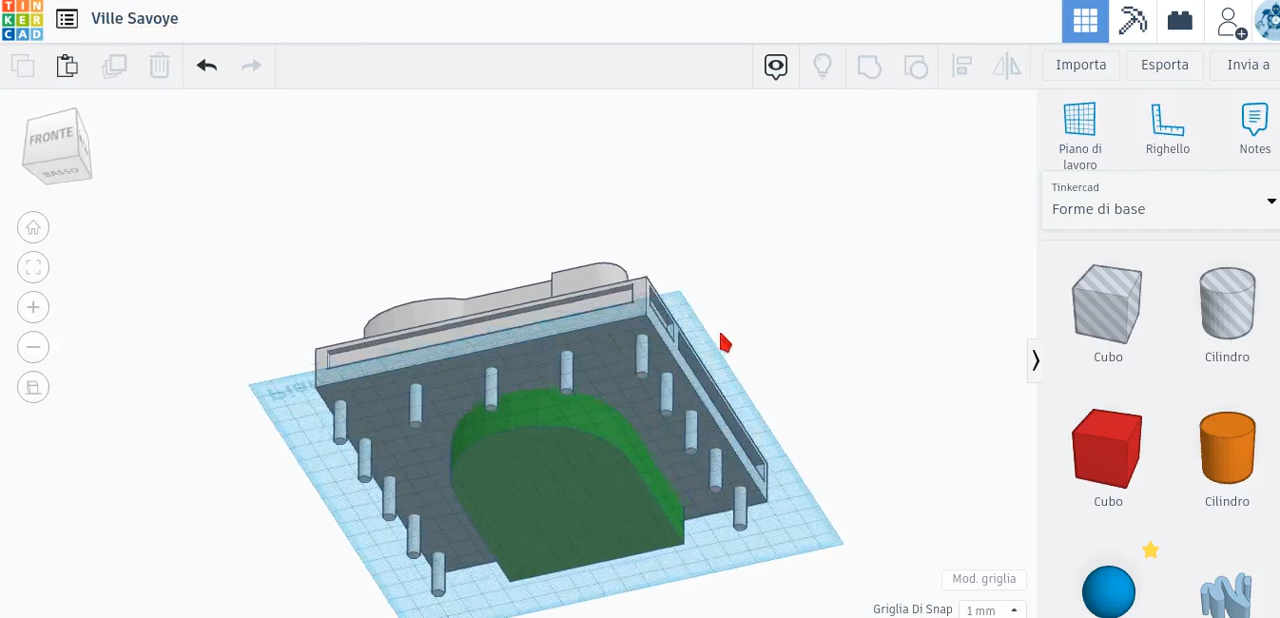 TIN
KER
CAD
Ville Savoye
Importa
Esporta
Invia a
FRONTE
BASSO
Piano di
lavoro
Righello
Notes
Tinkercad
Forme di base
Cubo
Cilindro
Cubo
Cilindro
Mod. griglia
Griglia Di Snap
1 mm